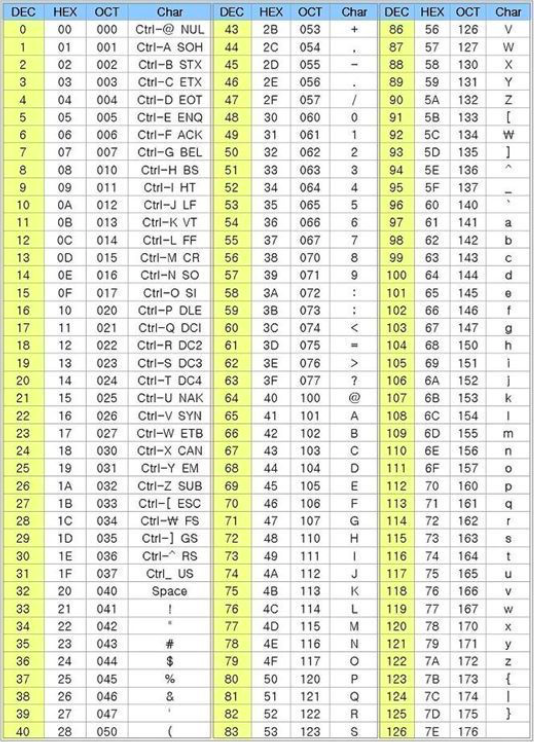 DEC HEX OCT Char DEC HEX OCT Char DEC HEX OCT Char
0 00 000 Ctrl-@ NUL 43 2B 053 + 86 56 126 V
1 01 001 Ctrl-A SOH 44 2C 054 , 87 57 127 W
2 02 002 Ctrl-B STX 45 2D 055 - 88 58 130 X
3 03 003 Ctrl-C ETX 46 2E 056 . 89 59 131 Y
4 04 004 Ctrl-D EOT 47 2F 057 / 90 5A 132 Z
5 05 005 Ctrl-E ENQ 48 30 060 0 91 5B 133 [
6 06 006 Ctrl-F ACK 49 31 061 1 92 5C 134 ₩
7 07 007 Ctrl-G BEL 50 32 062 2 93 5D 135 ]
8 08 010 Ctrl-H BS 51 33 063 3 94 5E 136 ^
9 09 011 Ctrl-I HT 52 34 064 4 95 5F 137 _
10 0A 012 Ctrl-J LF 53 35 065 5 96 60 140 `
11 0B 013 Ctrl-K VT 54 36 066 6 97 61 141 a
12 0C 014 Ctrl-L FF 55 37 067 7 98 62 142 b
13 0D 015 Ctrl-M CR 56 38 070 8 99 63 143 c
14 0E 016 Ctrl-N SO 57 39 071 9 100 64 144 d
15 0F 017 Ctrl-O SI 58 3A 072 : 101 65 145 e
16 10 020 Ctrl-P DLE 59 3B 073 ; 102 66 146 f
17 11 021 Ctrl-Q DCI 60 3C 074 < 103 67 147 g
18 12 022 Ctrl-R DC2 61 3D 075 = 104 68 150 h
19 13 023 Ctrl-S DC3 62 3E 076 > 105 69 151 i
20 14 024 Ctrl-T DC4 63 3F 077 ? 106 6A 152 j
21 15 025 Ctrl-U NAK 64 40 100 @ 107 6B 153 k
22 16 026 Ctrl-V SYN 65 41 101 A 108 6C 154 l
23 17 027 Ctrl-W ETB 66 42 102 B 109 6D 155 m
24 18 030 Ctrl-X CAN 67 43 103 C 110 6E 156 n
25 19 031 Ctrl-Y EM 68 44 104 D 111 6F 157 o
26 1A 032 Ctrl-Z SUB 69 45 105 E 112 70 160 p
27 1B 033 Ctrl-[ ESC 70 46 106 F 113 71 161 q
28 1C 034 Ctrl-₩ FS 71 47 107 G 114 72 162 r
29 1D 035 Ctrl-] GS 72 48 110 H 115 73 163 s
30 1E 036 Ctrl-^ RS 73 49 111 I 116 74 164 t
31 1F 037 Ctrl_ US 74 4A 112 J 117 75 165 u
32 20 040 Space 75 4B 113 K 118 76 166 v
33 21 041 ! 76 4C 114 L 119 77 167 w
34 22 042 " 77 4D 115 M 120 78 170 x
35 23 043 # 78 4E 116 N 121 79 171 y
36 24 044 $ 79 4F 117 O 122 7A 172 z
37 25 045 % 80 50 120 P 123 7B 173 {
38 26 046 & 81 51 121 Q 124 7C 174 |
39 27 047 ' 82 52 122 R 125 7D 175 }
40 28 050 ( 83 53 123 S 126 7E 176